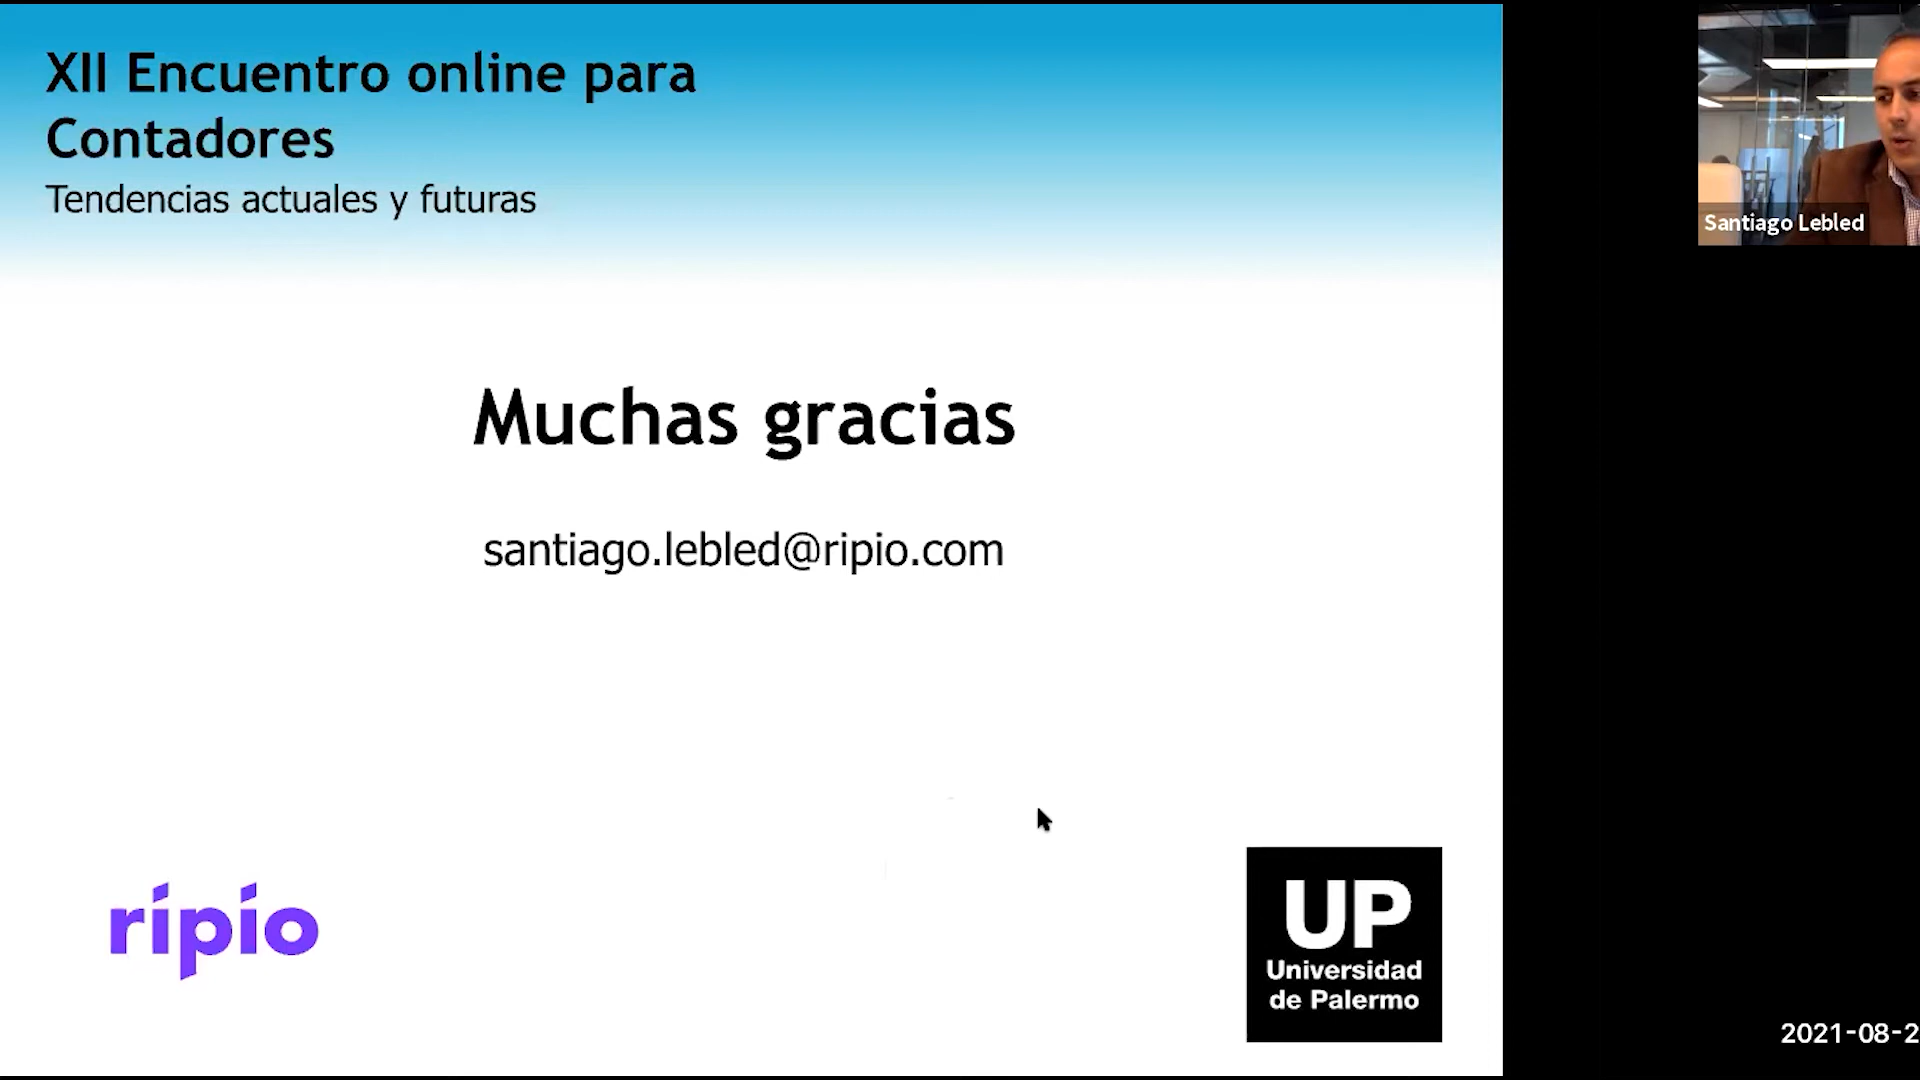 XII Encuentro online para
Contadores
Tendencias actuales y futuras
Santiago Lebled
Muchas gracias
santiago.lebled@ripio.com
ripio
UP
Universidad
de Palermo
2021-08-2